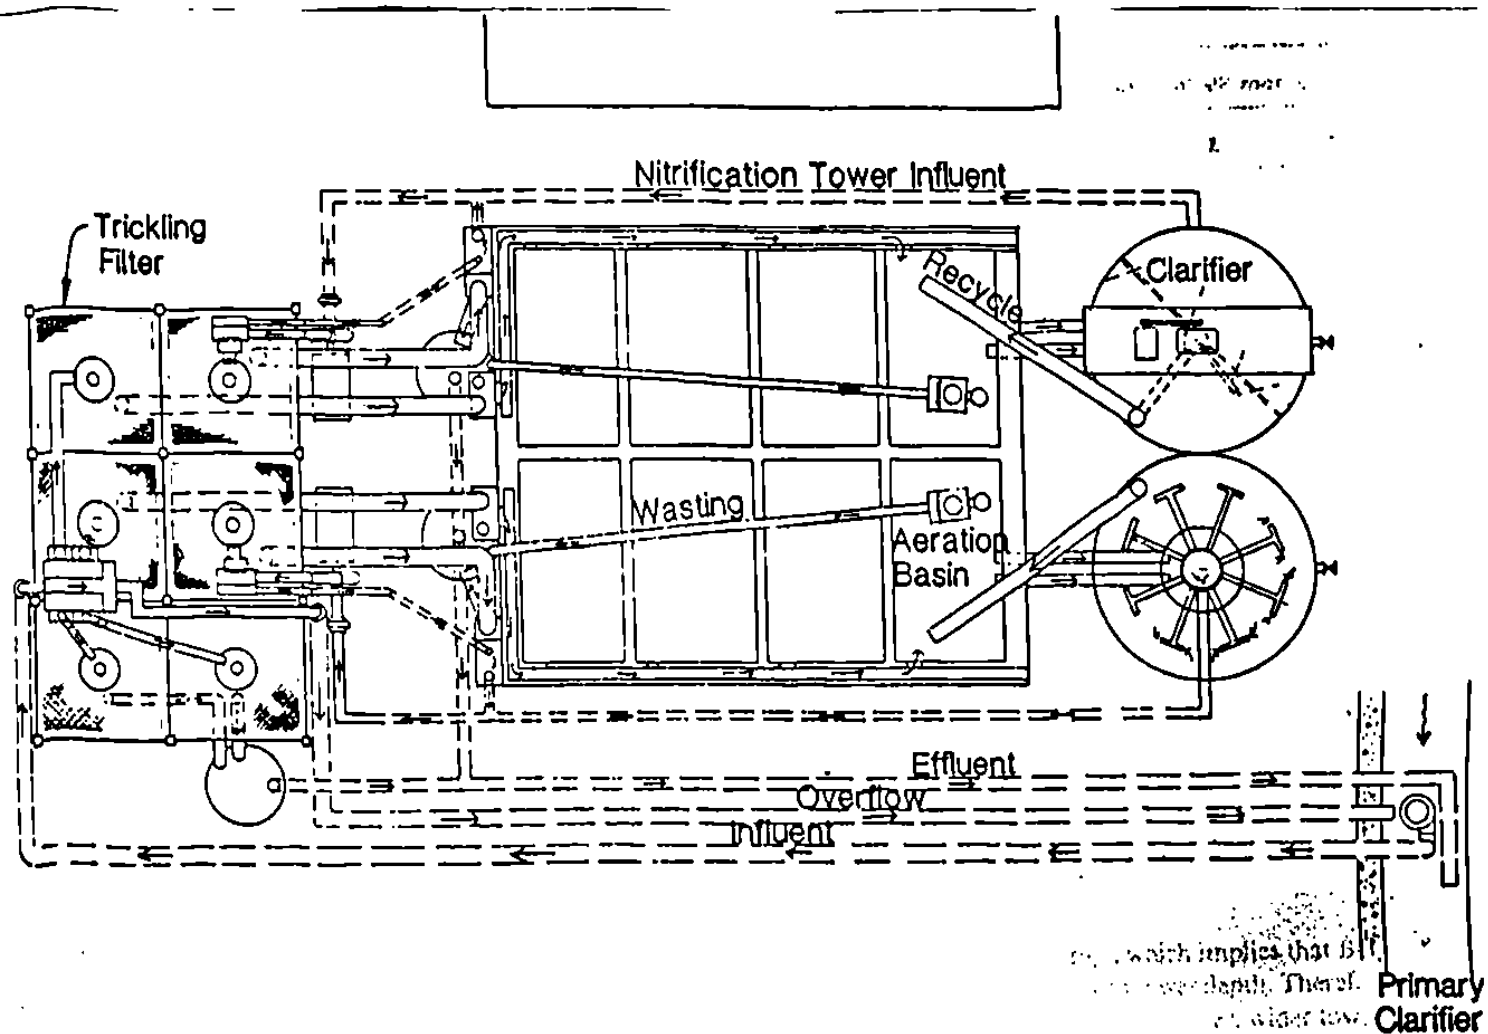 Nitrification Tower Influent
Trickling
Filter
Clarifier
Recycle
Wasting
Aeration
Basin
Effluent
Overflow
Influent
which implies that
Primary
Clarifier